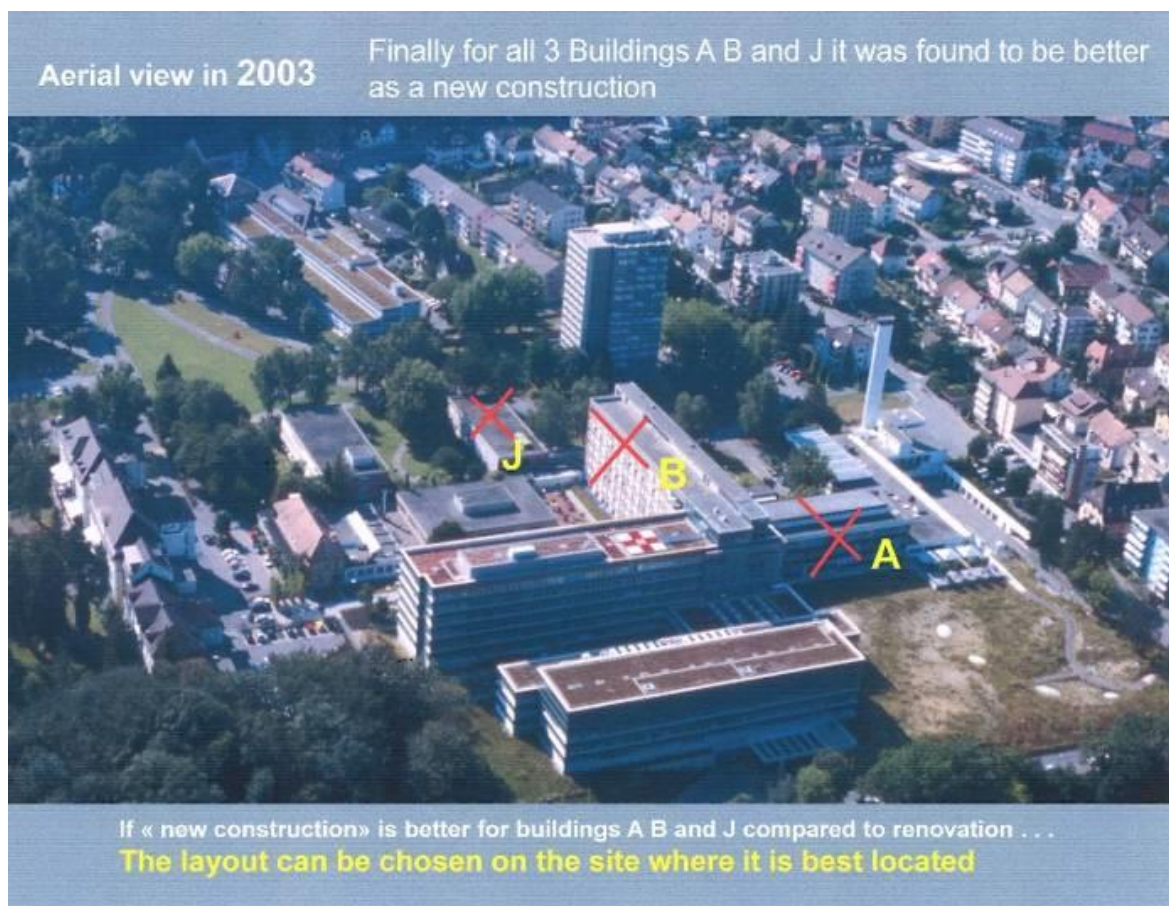 Aerial view in 2003
Finally for all 3 Buildings A B and J it was found to be better
as a new construction
J
B
A
If « new construction» is better for buildings A B and J compared to renovation . . .
The layout can be chosen on the site where it is best located